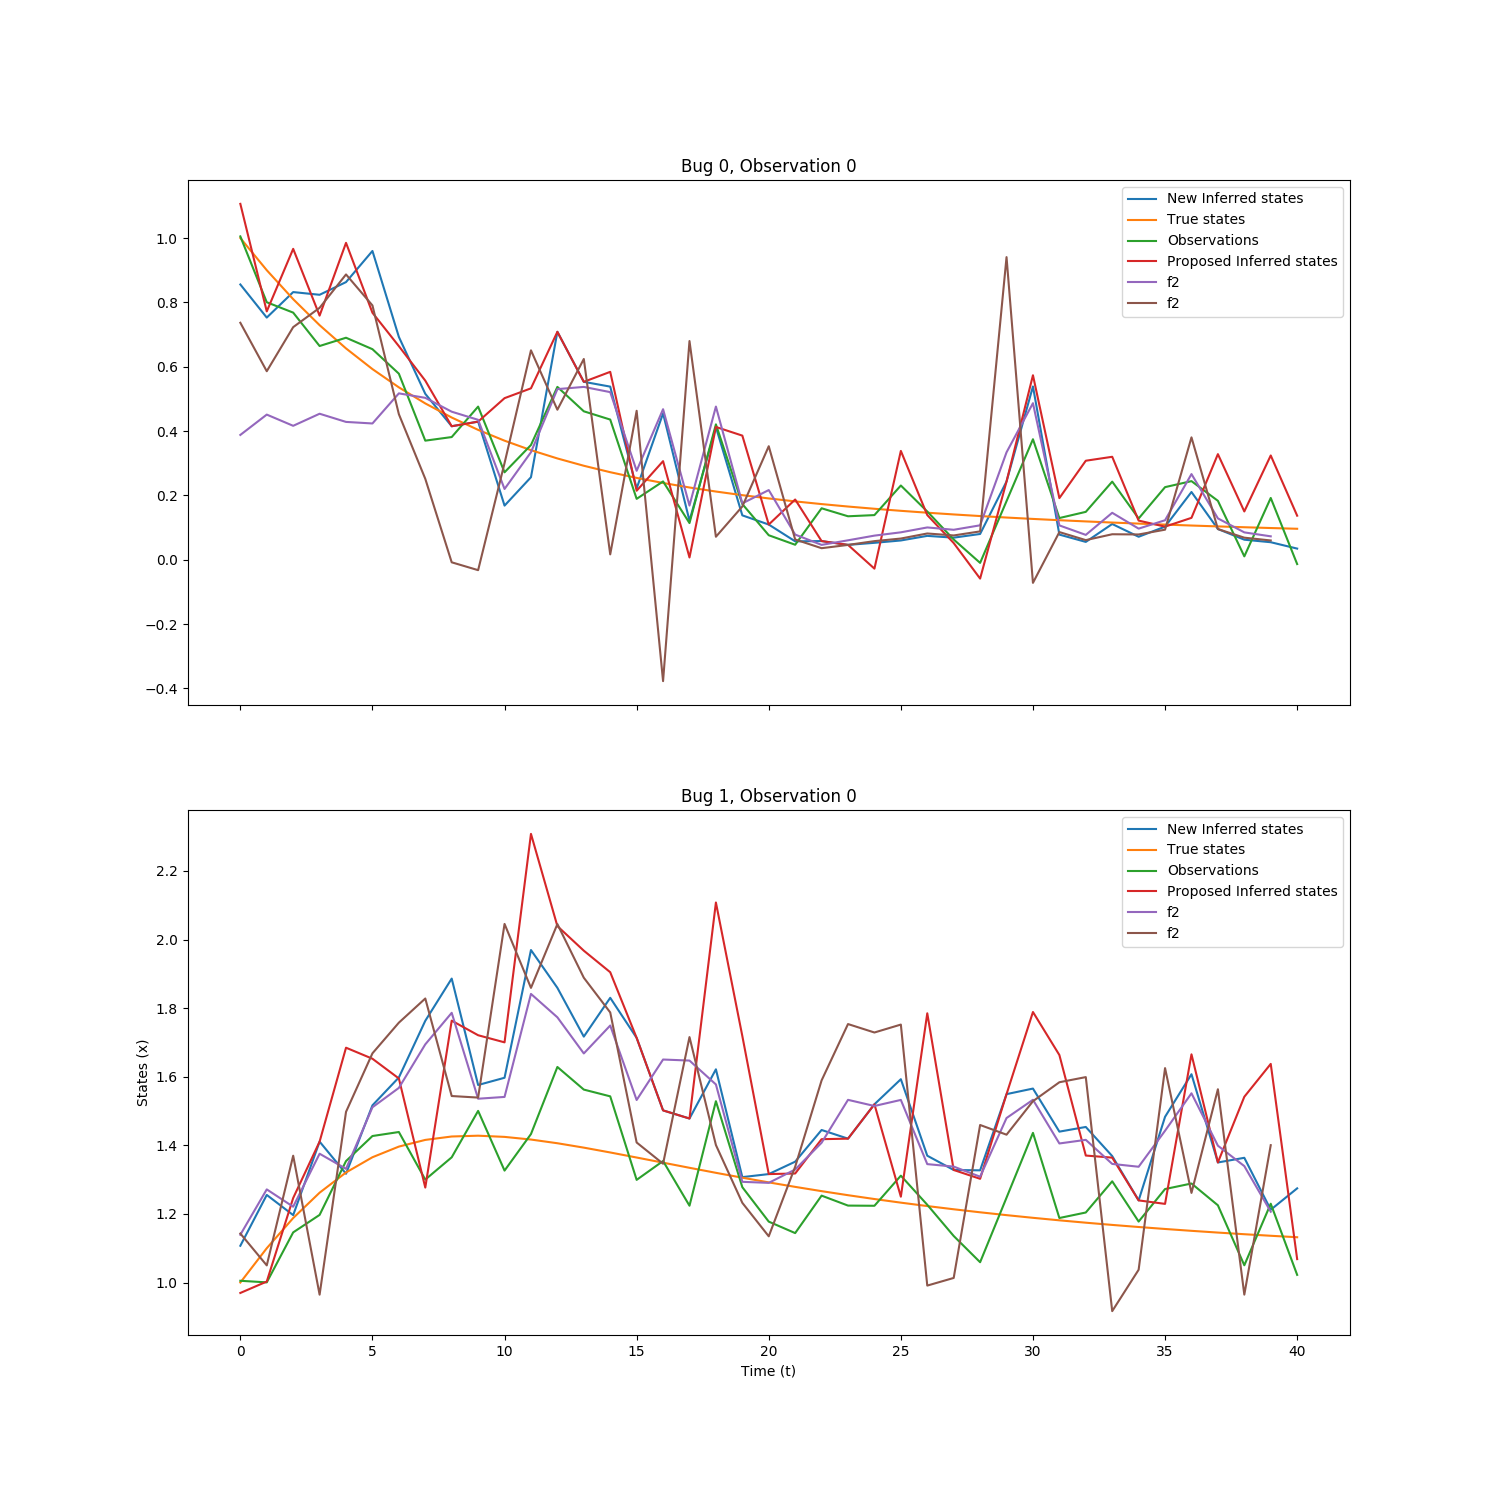 Bug 0, Observation 0
New Inferred states
True states
Observations
Proposed Inferred states
f2
f2
1.0
0.8
0.6
0.4
0.2
0.0
−0.2
−0.4
Bug 1, Observation 0
New Inferred states
True states
Observations
Proposed Inferred states
f2
f2
2.2
2.0
1.8
1.6
1.4
1.2
1.0
States (x)
0 5 10 15 20 25 30 35 40
Time (t)